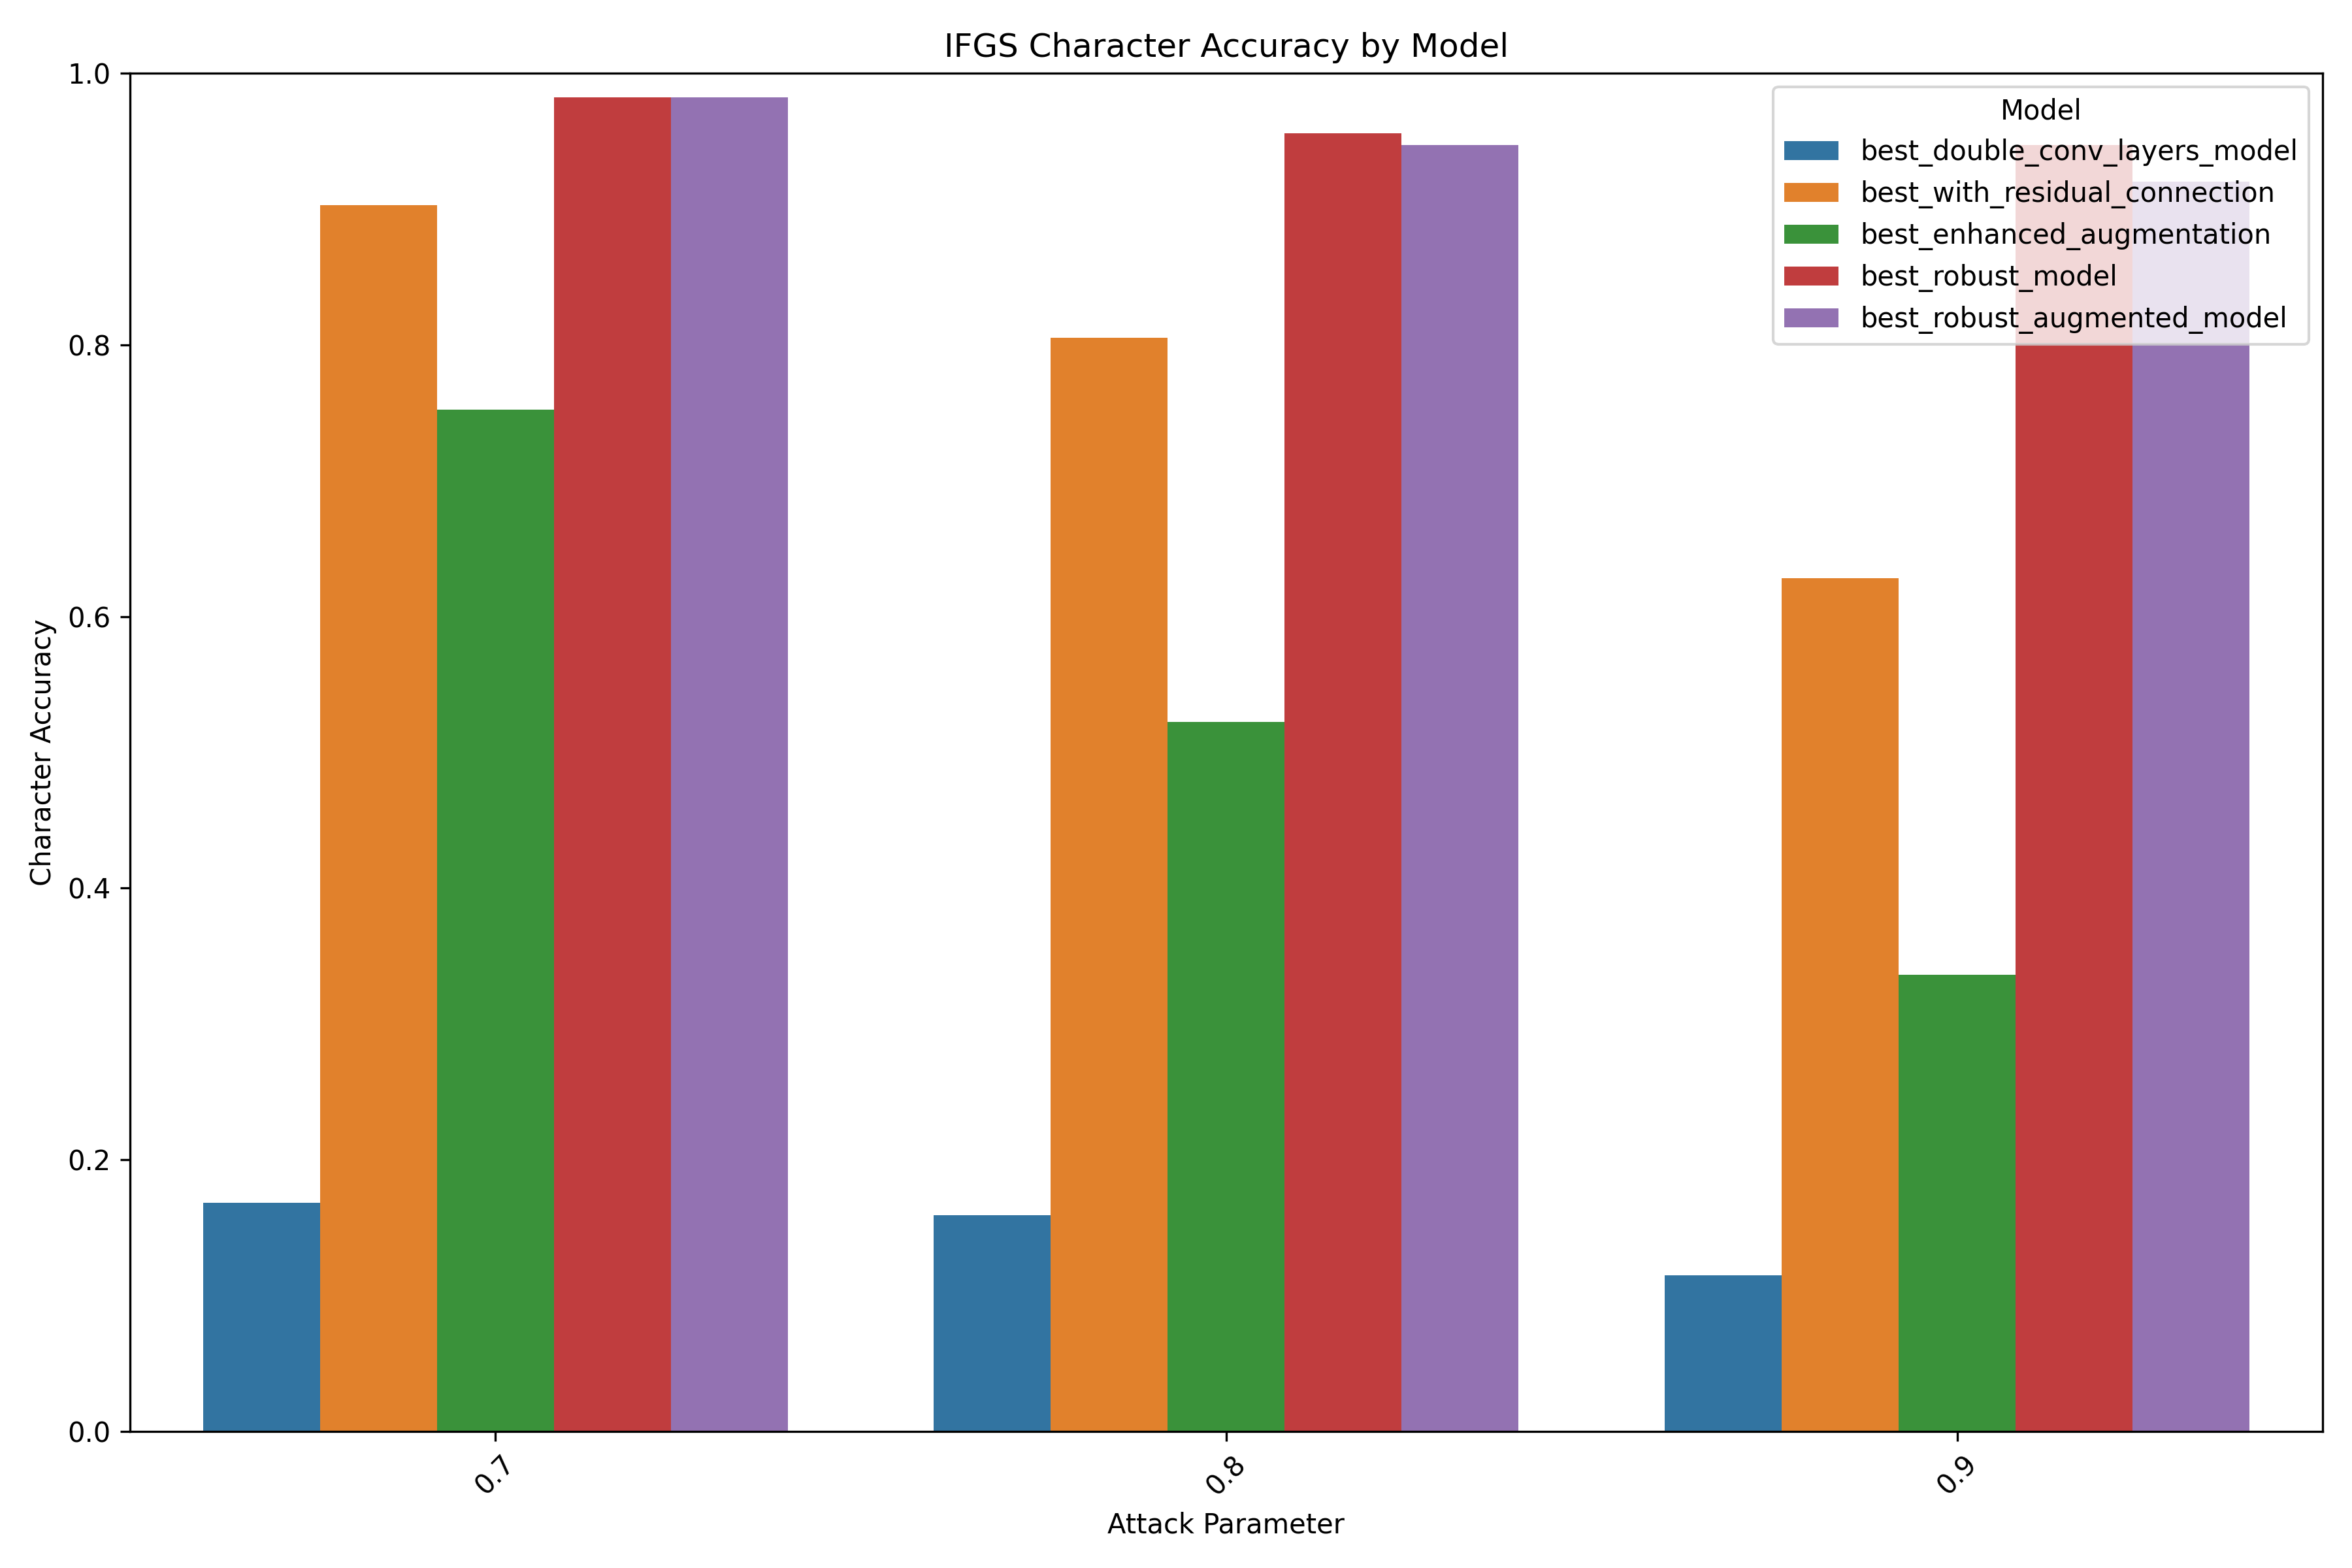 IFGS Character Accuracy by Model
1.0
0.8
0.6
0.4
0.2
0.0
Character Accuracy
Model
best_double_conv_layers_model
best_with_residual_connection
best_enhanced_augmentation
best_robust_model
best_robust_augmented_model
0.7
0.8
0.9
Attack Parameter